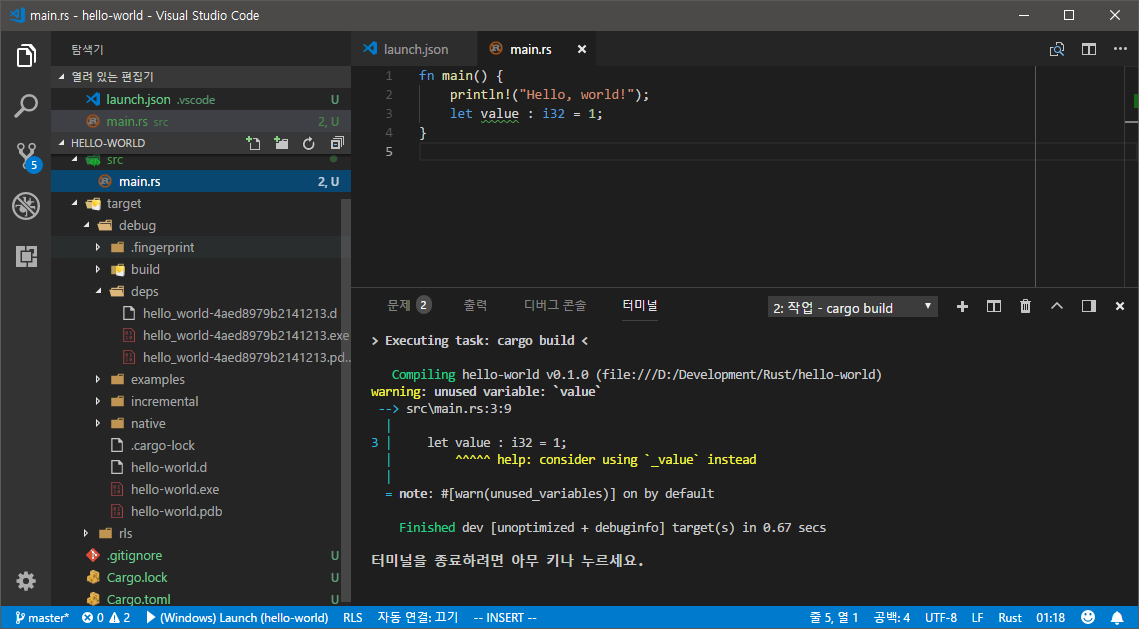 main.rs - hello-world - Visual Studio Code
탐색기
열려 있는 편집기
launch.json .vscode U
main.rs src 2, U
HELLO-WORLD
src
main.rs 2, U
target
debug
.fingerprint
build
deps
hello_world-4aed8979b2141213.d
hello_world-4aed8979b2141213.exe
hello_world-4aed8979b2141213.pd...
examples
incremental
native
.cargo-lock
hello-world.d
hello-world.exe
hello-world.pdb
rls
.gitignore U
Cargo.lock U
Cargo.toml U
5
launch.json
main.rs
1 fn main() {
2 println!("Hello, world!");
3 let value : i32 = 1;
4 }
5
문제 2 출력 디버그 콘솔 터미널 2: 작업 - cargo build
> Executing task: cargo build <
Compiling hello-world v0.1.0 (file:///D:/Development/Rust/hello-world)
warning: unused variable: `value`
--> src\main.rs:3:9
|
3 | let value : i32 = 1;
| ^^^^^ help: consider using `_value` instead
|
= note: #[warn(unused_variables)] on by default
Finished dev [unoptimized + debuginfo] target(s) in 0.67 secs
터미널을 종료하려면 아무 키나 누르세요.
master* 0 2 (Windows) Launch (hello-world) RLS 자동 연결: 끄기 -- INSERT -- 줄 5, 열 1 공백: 4 UTF-8 LF Rust 01:18